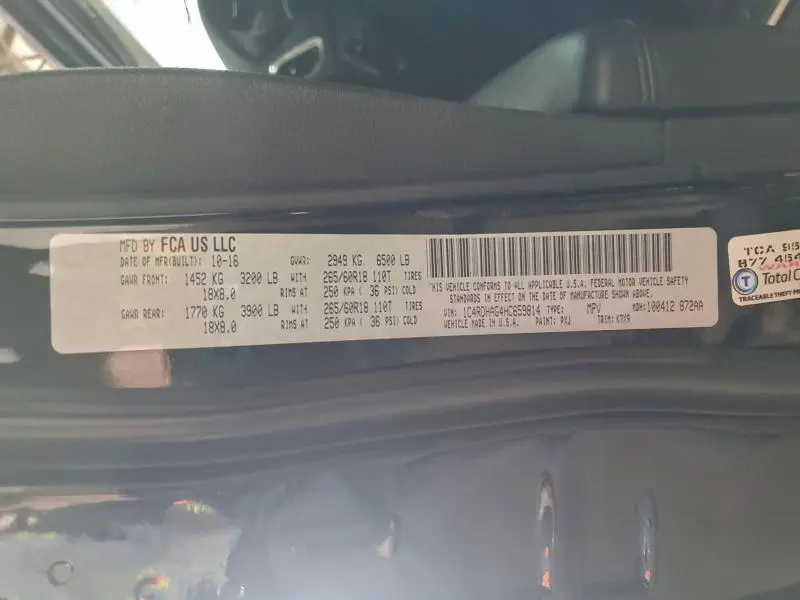 MFD BY FCA US LLC
DATE OF MFR(BUILT): 10-16 GVWR: 2949 KG 6500 LB
GAWR FRONT: 1452 KG 3200 LB WITH 265/60R18 110T TIRES
18X8.0 RIMS AT 250 KPA ( 36 PSI) COLD
GAWR REAR: 1770 KG 3900 LB WITH 265/60R18 110T TIRES
18X8.0 RIMS AT 250 KPA ( 36 PSI) COLD
THIS VEHICLE CONFORMS TO ALL APPLICABLE U.S.A. FEDERAL MOTOR VEHICLE SAFETY
STANDARDS IN EFFECT ON THE DATE OF MANUFACTURE SHOWN ABOVE.
VIN: 1C4RDHAG4HC659814 TYPE: MPV MDH: 100412 872AA
VEHICLE MADE IN U.S.A. PAINT: PXJ TRIM: K7X9
TCA
877 454
TRACEABLE THEFT